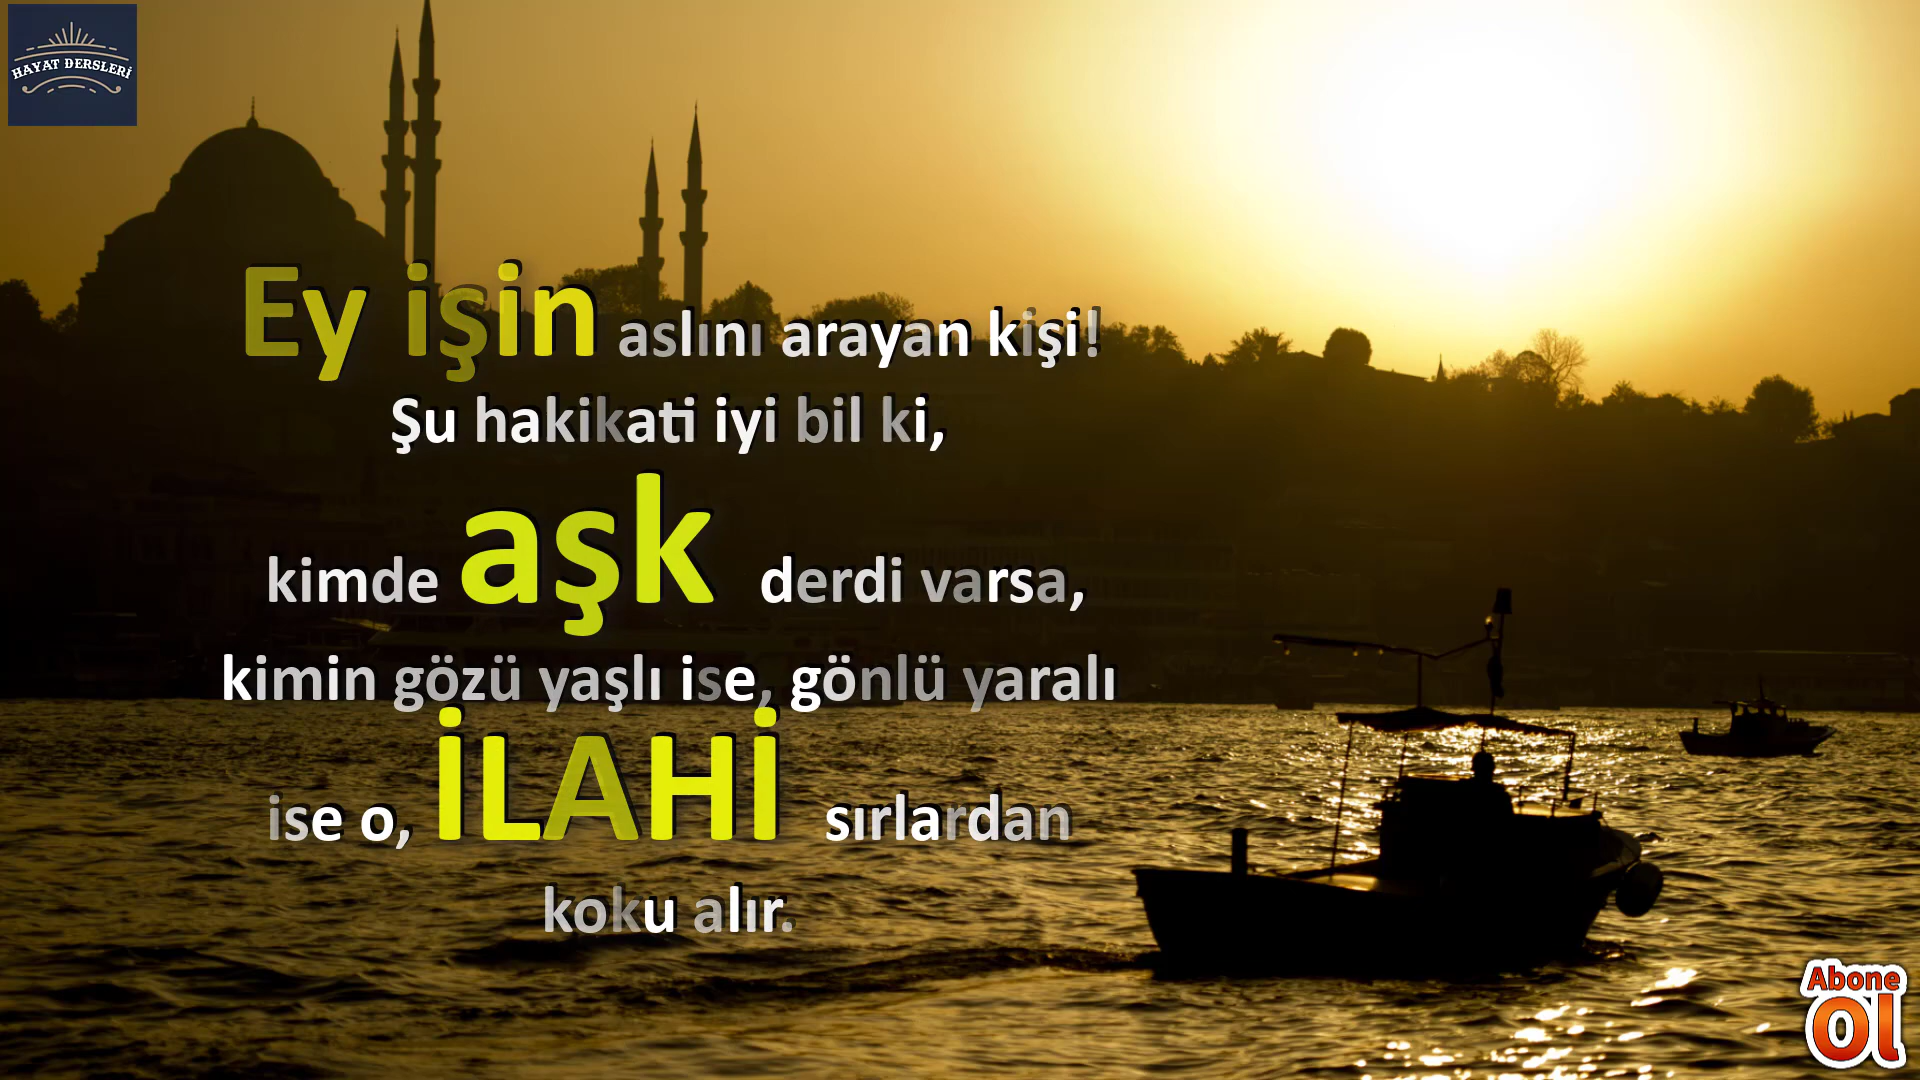 HAYAT DERSLERİ
Ey işin aslını arayan kişi!
Şu hakikati iyi bil ki,
kimde aşk derdi varsa,
kimin gözü yaşlı ise, gönlü yaralı
ise o, İLAHİ sırlardan
koku alır.
Abone
Ol